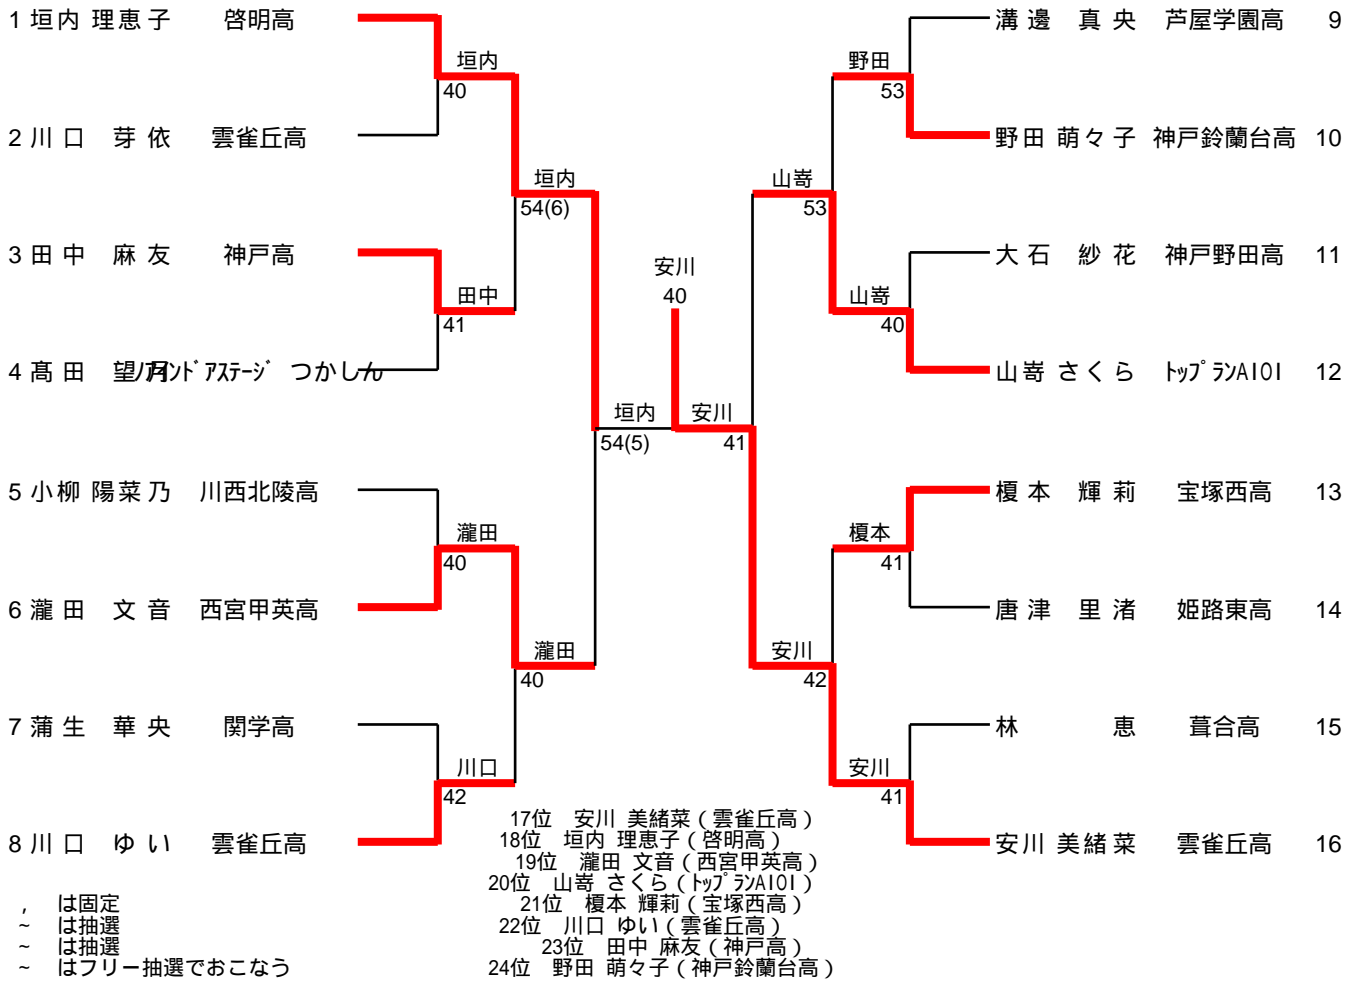 1 垣内 理恵子 啓明高
垣内
40
2 川口 芽依 雲雀丘高
垣内
54(6)
3 田中 麻友 神戸高
田中
41
4 髙田 望 つかしん
垣内
54(5)
5 小柳 陽菜乃 川西北陵高
瀧田
40
6 瀧田 文音 西宮甲英高
瀧田
40
7 蒲生 華央 関学高
川口
42
8 川口 ゆい 雲雀丘高
安川
40
溝邊 真央 芦屋学園高 9
野田
53
野田 萌々子 神戸鈴蘭台高 10
山嵜
53
大石 紗花 神戸野田高 11
山嵜
40
山嵜 さくら トップランAIOI 12
安川
41
榎本 輝莉 宝塚西高 13
榎本
41
唐津 里渚 姫路東高 14
安川
42
林 恵 葺合高 15
安川
41
安川 美緒菜 雲雀丘高 16
17位 安川 美緒菜（雲雀丘高）
18位 垣内 理恵子（啓明高）
19位 瀧田 文音（西宮甲英高）
20位 山嵜 さくら（トップランAIOI）
21位 榎本 輝莉（宝塚西高）
22位 川口 ゆい（雲雀丘高）
23位 田中 麻友（神戸高）
24位 野田 萌々子（神戸鈴蘭台高）
, は固定
~ は抽選
~ は抽選
~ はフリー抽選でおこなう